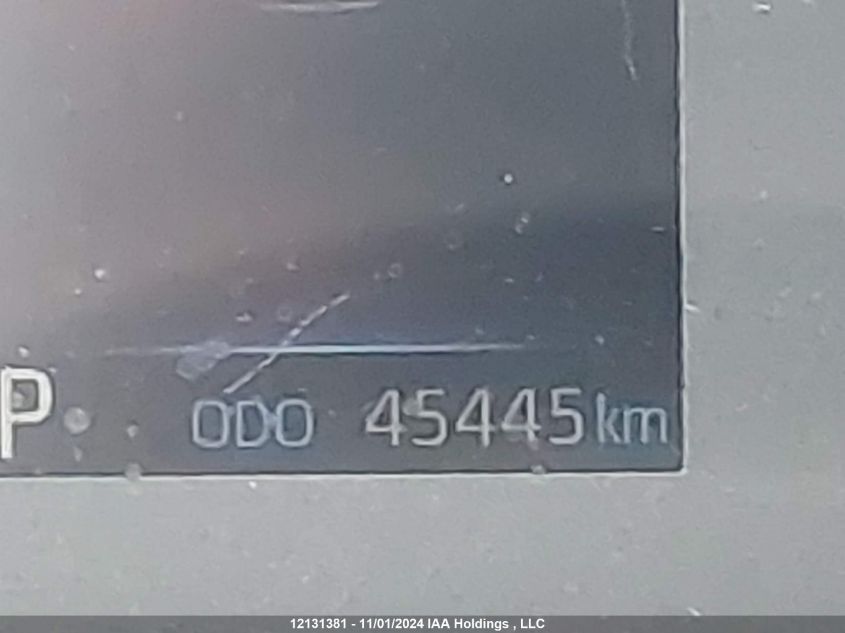 P ODO 45445km
12131381 - 11/01/2024 IAA Holdings , LLC